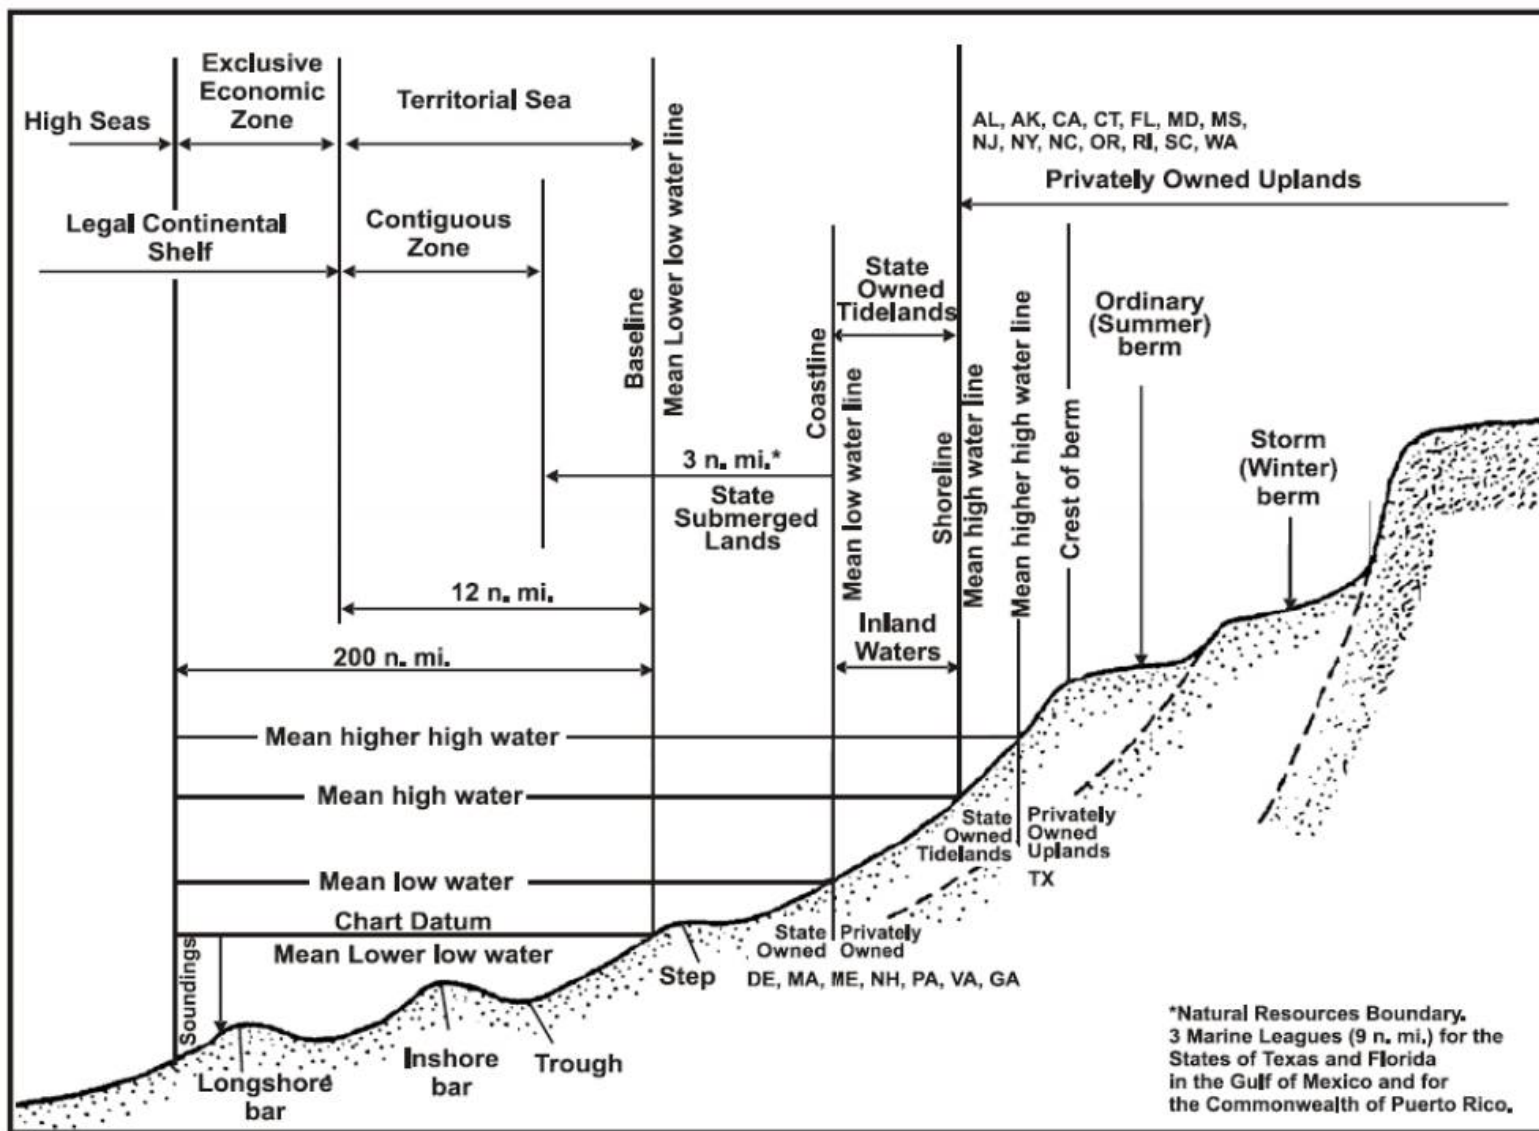 Exclusive
Economic
Zone
Territorial Sea
High Seas
AL, AK, CA, CT, FL, MD, MS,
NJ, NY, NC, OR, RI, SC, WA
Privately Owned Uplands
Legal Continental
Shelf
Contiguous
Zone
Baseline
Mean Lower low water line
Coastline
Mean low water line
State
Owned
Tidelands
Shoreline
Mean high water line
Mean higher high water line
Crest of berm
Ordinary
(Summer)
berm
Storm
(Winter)
berm
3 n. mi.*
State
Submerged
Lands
12 n. mi.
Inland
Waters
200 n. mi.
Mean higher high water
Mean high water
Mean low water
Chart Datum
Mean Lower low water
Soundings
State
Owned
Tidelands
Privately
Owned
Uplands
TX
State
Owned
Privately
Owned
DE, MA, ME, NH, PA, VA, GA
Step
Longshore
bar
Inshore
bar
Trough
*Natural Resources Boundary.
3 Marine Leagues (9 n. mi.) for the
States of Texas and Florida
in the Gulf of Mexico and for
the Commonwealth of Puerto Rico.